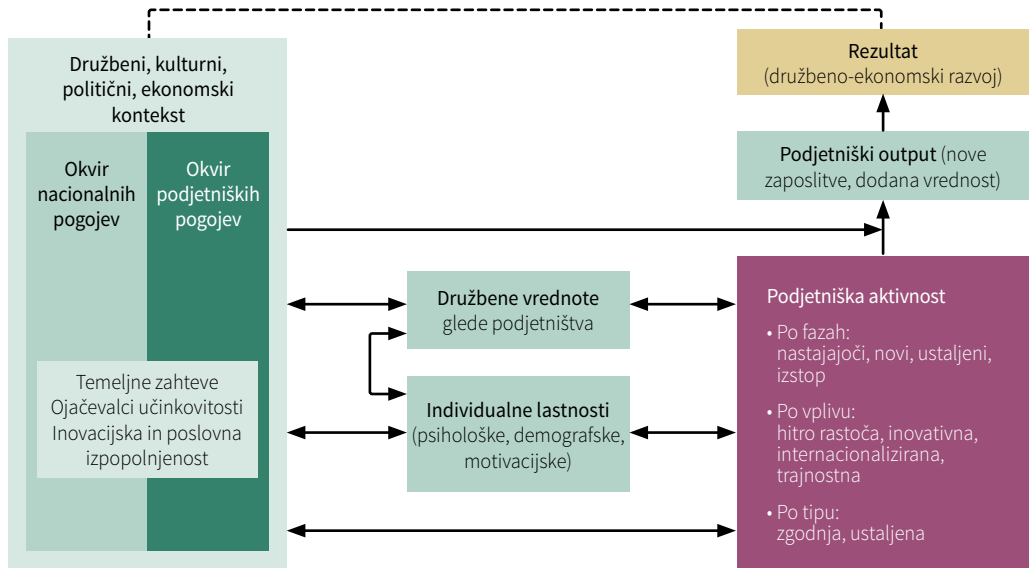 Družbeni, kulturni,
politični, ekonomski
kontekst
Okvir
nacionalnih
pogojev
Okvir
podjetniških
pogojev
Temeljne zahteve
Ojačevalci učinkovitosti
Inovacijska in poslovna
izpopolnjenost
Družbene vrednote
glede podjetništva
Individualne lastnosti
(psihološke, demografske,
motivacijske)
Rezultat
(družbeno-ekonomski razvoj)
Podjetniški output (nove
zaposlitve, dodana vrednost)
Podjetniška aktivnost
• Po fazah:
nastajajoči, novi, ustaljeni,
izstop
• Po vplivu:
hitro rastoča, inovativna,
internacionalizirana,
trajnostna
• Po tipu:
zgodnja, ustaljena